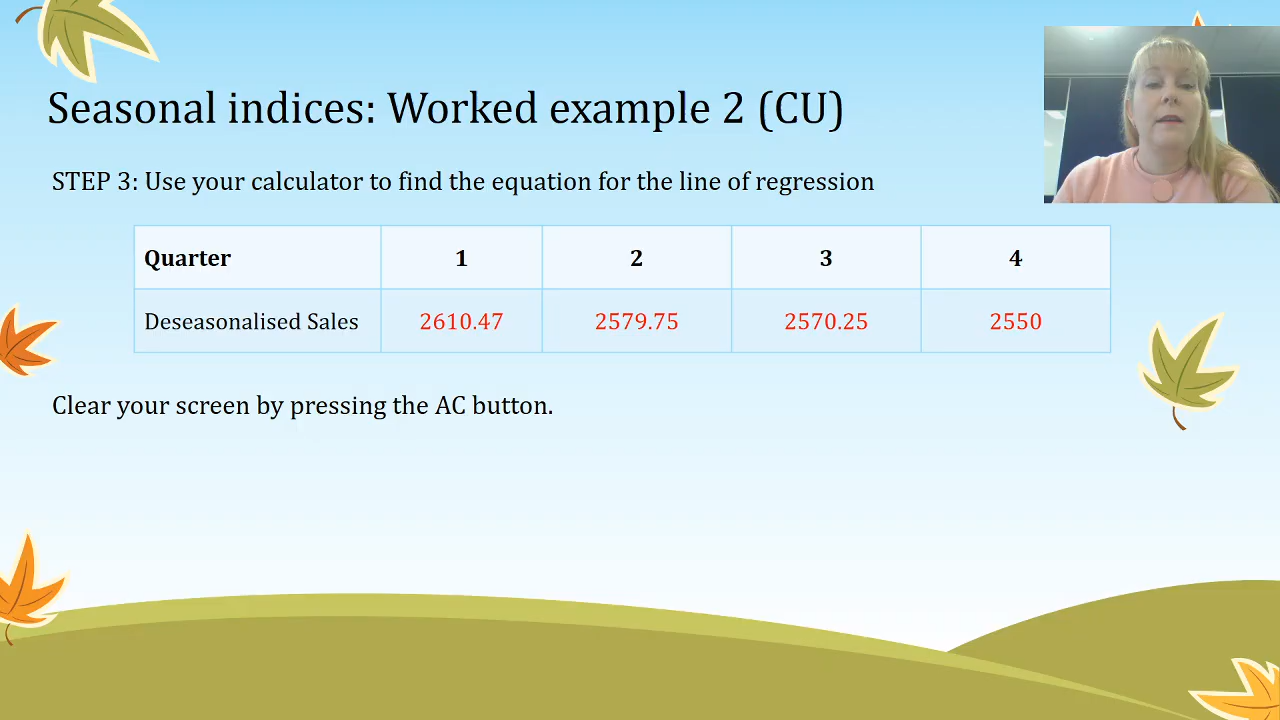 Seasonal indices: Worked example 2 (CU)
STEP 3: Use your calculator to find the equation for the line of regression
Quarter 1 2 3 4
Deseasonalised Sales 2610.47 2579.75 2570.25 2550
Clear your screen by pressing the AC button.